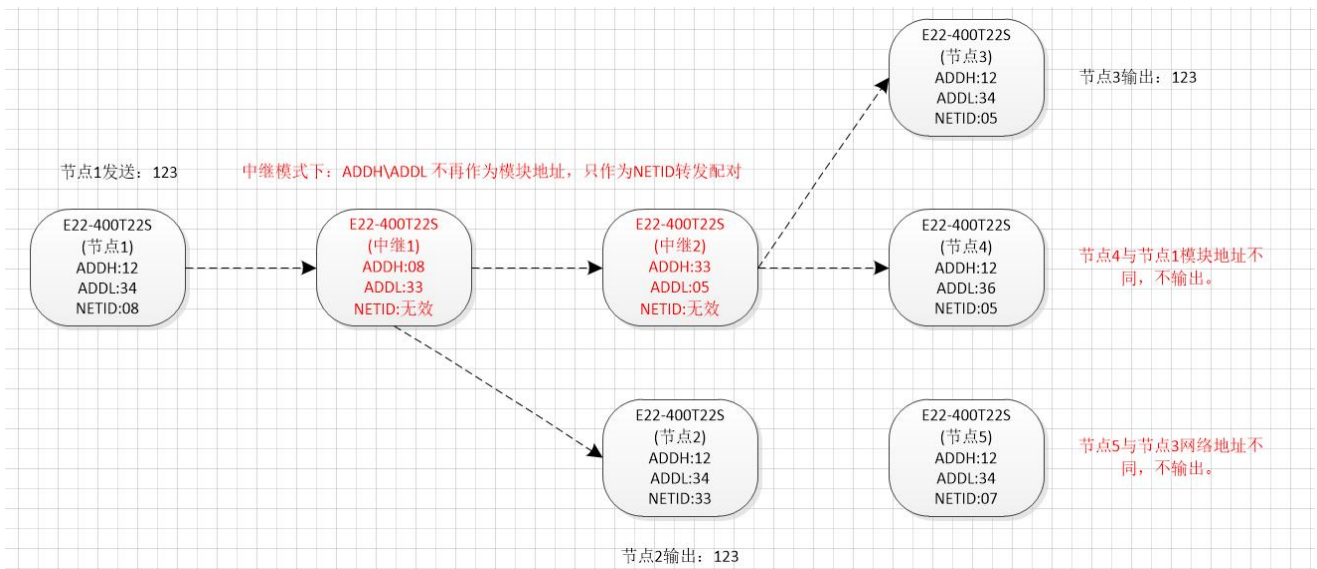 E22-400T22S
(节点3)
ADDH:12
ADDL:34
NETID:05
节点3输出：123
节点1发送：123
中继模式下：ADDH\ADDL 不再作为模块地址，只作为NETID转发配对
E22-400T22S
(节点1)
ADDH:12
ADDL:34
NETID:08
E22-400T22S
(中继1)
ADDH:08
ADDL:33
NETID:无效
E22-400T22S
(中继2)
ADDH:33
ADDL:05
NETID:无效
E22-400T22S
(节点4)
ADDH:12
ADDL:36
NETID:05
节点4与节点1模块地址不
同，不输出。
E22-400T22S
(节点2)
ADDH:12
ADDL:34
NETID:33
E22-400T22S
(节点5)
ADDH:12
ADDL:34
NETID:07
节点5与节点3网络地址不
同，不输出。
节点2输出：123